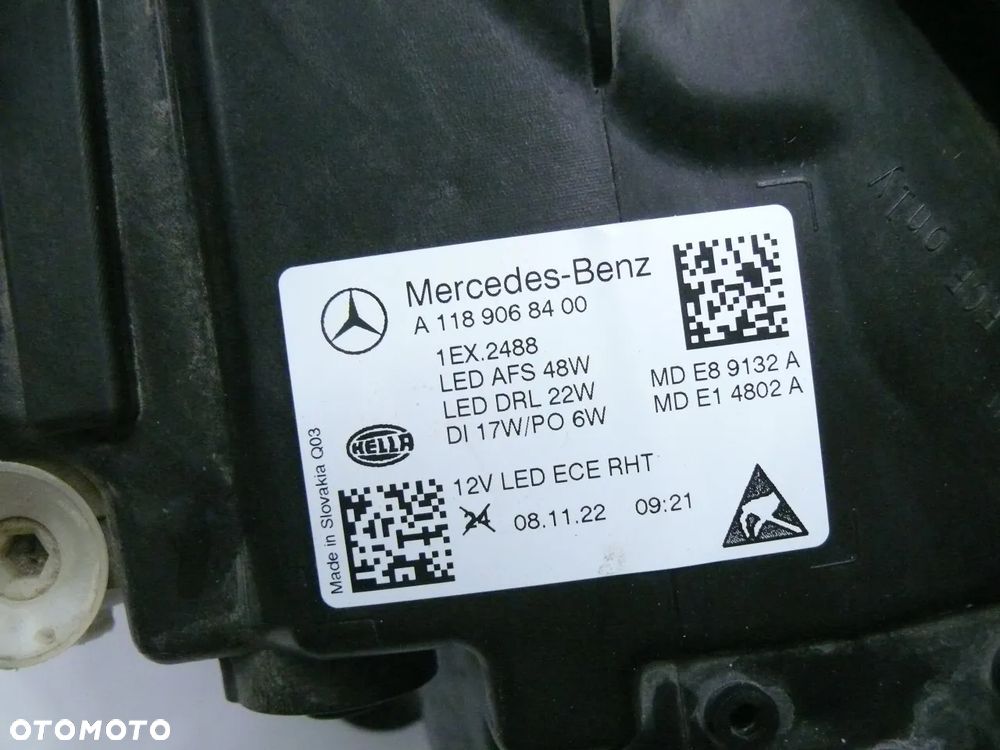 Mercedes-Benz
A 118 906 84 00
1EX.2488
LED AFS 48W
LED DRL 22W
DI 17W/PO 6W
MD E8 9132 A
MD E1 4802 A
HELLA
12V LED ECE RHT
24 08.11.22 09:21
Made in Slovakia Q03
ONLY
OTOMOTO